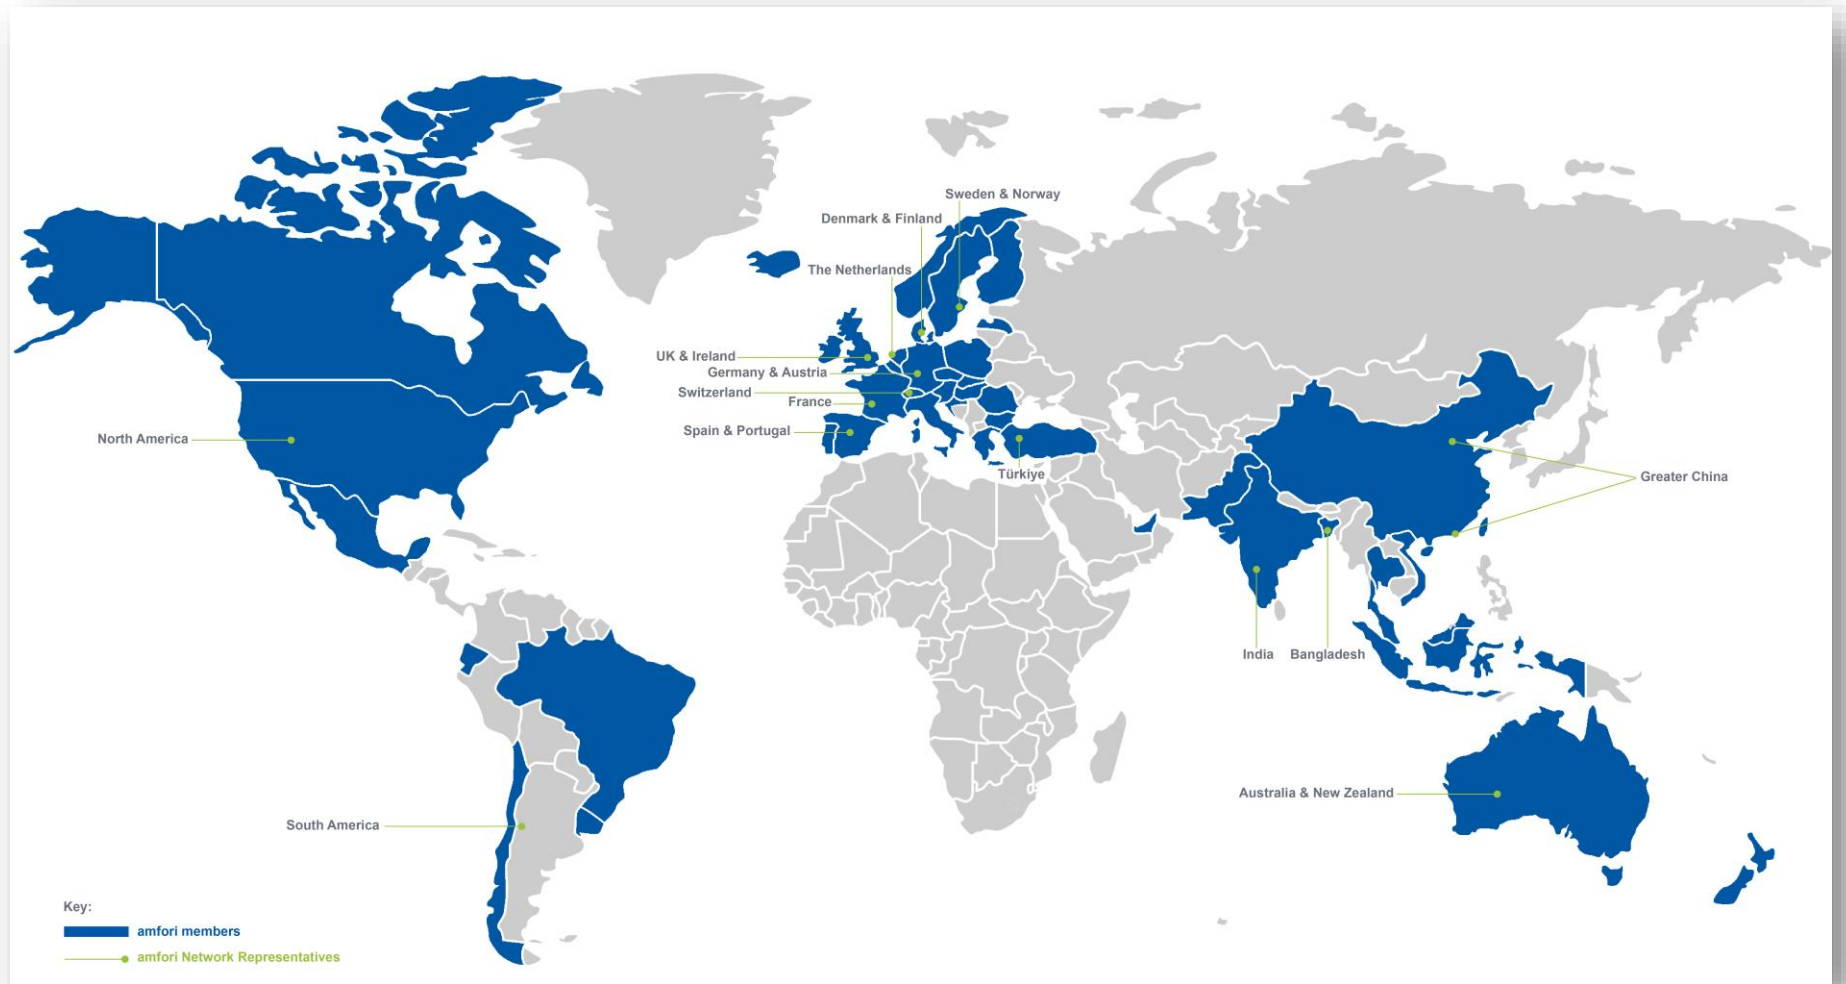 Sweden & Norway
Denmark & Finland
The Netherlands
UK & Ireland
Germany & Austria
Switzerland
France
Spain & Portugal
North America
Türkiye
Greater China
India
Bangladesh
Australia & New Zealand
South America
Key:
amfori members
amfori Network Representatives